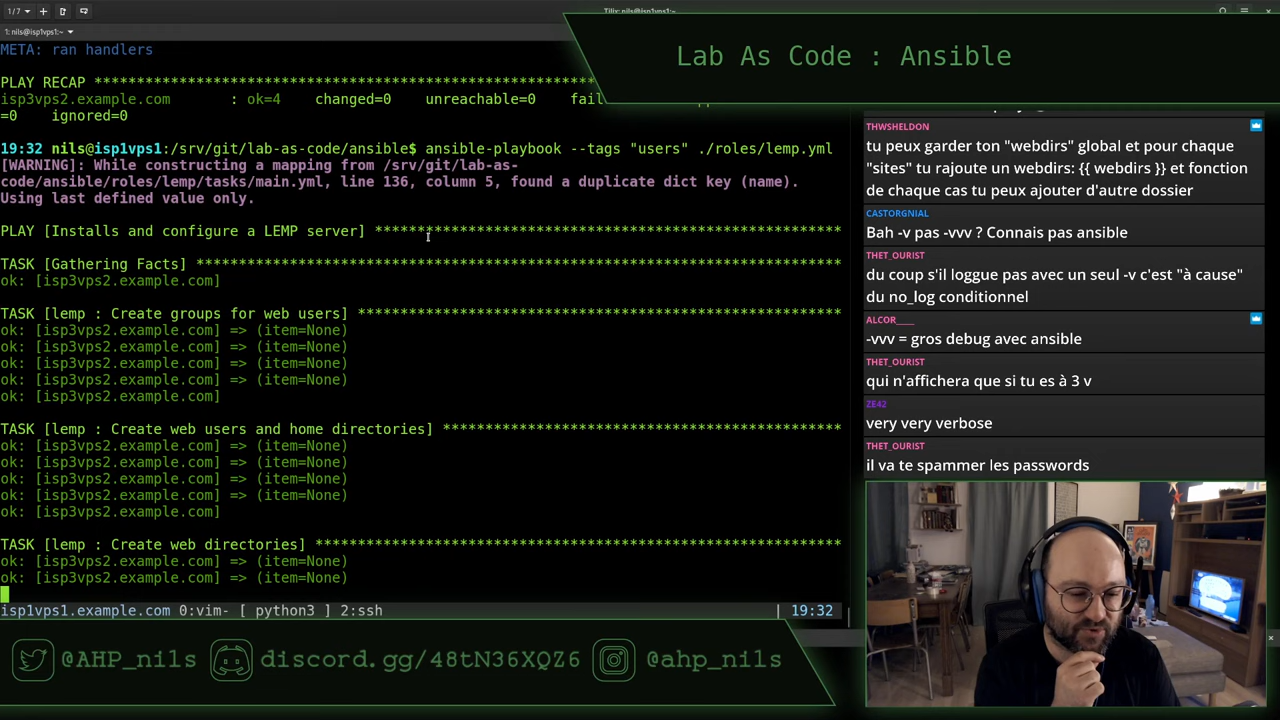 1/7
Tilix: nils@isp1vps1:~
1: nils@isp1vps1:~
META: ran handlers
Lab As Code : Ansible
PLAY RECAP *********************************************************
isp3vps2.example.com : ok=4 changed=0 unreachable=0 fail
=0 ignored=0
19:32 nils@isp1vps1:/srv/git/lab-as-code/ansible$ ansible-playbook --tags "users" ./roles/lemp.yml
[WARNING]: While constructing a mapping from /srv/git/lab-as-
code/ansible/roles/lemp/tasks/main.yml, line 136, column 5, found a duplicate dict key (name).
Using last defined value only.
PLAY [Installs and configure a LEMP server] ******************************************************
TASK [Gathering Facts] ***************************************************************************
ok: [isp3vps2.example.com]
TASK [lemp : Create groups for web users] ********************************************************
ok: [isp3vps2.example.com] => (item=None)
ok: [isp3vps2.example.com] => (item=None)
ok: [isp3vps2.example.com] => (item=None)
ok: [isp3vps2.example.com] => (item=None)
ok: [isp3vps2.example.com]
TASK [lemp : Create web users and home directories] **********************************************
ok: [isp3vps2.example.com] => (item=None)
ok: [isp3vps2.example.com] => (item=None)
ok: [isp3vps2.example.com] => (item=None)
ok: [isp3vps2.example.com] => (item=None)
ok: [isp3vps2.example.com]
TASK [lemp : Create web directories] *************************************************************
ok: [isp3vps2.example.com] => (item=None)
ok: [isp3vps2.example.com] => (item=None)
isp1vps1.example.com 0:vim- [ python3 ] 2:ssh | 19:32
THWSHELDON
tu peux garder ton "webdirs" global et pour chaque
"sites" tu rajoute un webdirs: {{ webdirs }} et fonction
de chaque cas tu peux ajouter d'autre dossier
CASTORGNIAL
Bah -v pas -vvv ? Connais pas ansible
THET_OURIST
du coup s'il loggue pas avec un seul -v c'est "à cause"
du no_log conditionnel
ALCOR____
-vvv = gros debug avec ansible
THET_OURIST
qui n'affichera que si tu es à 3 v
ZE42
very very verbose
THET_OURIST
il va te spammer les passwords
@AHP_nils discord.gg/48tN36XQZ6 @ahp_nils